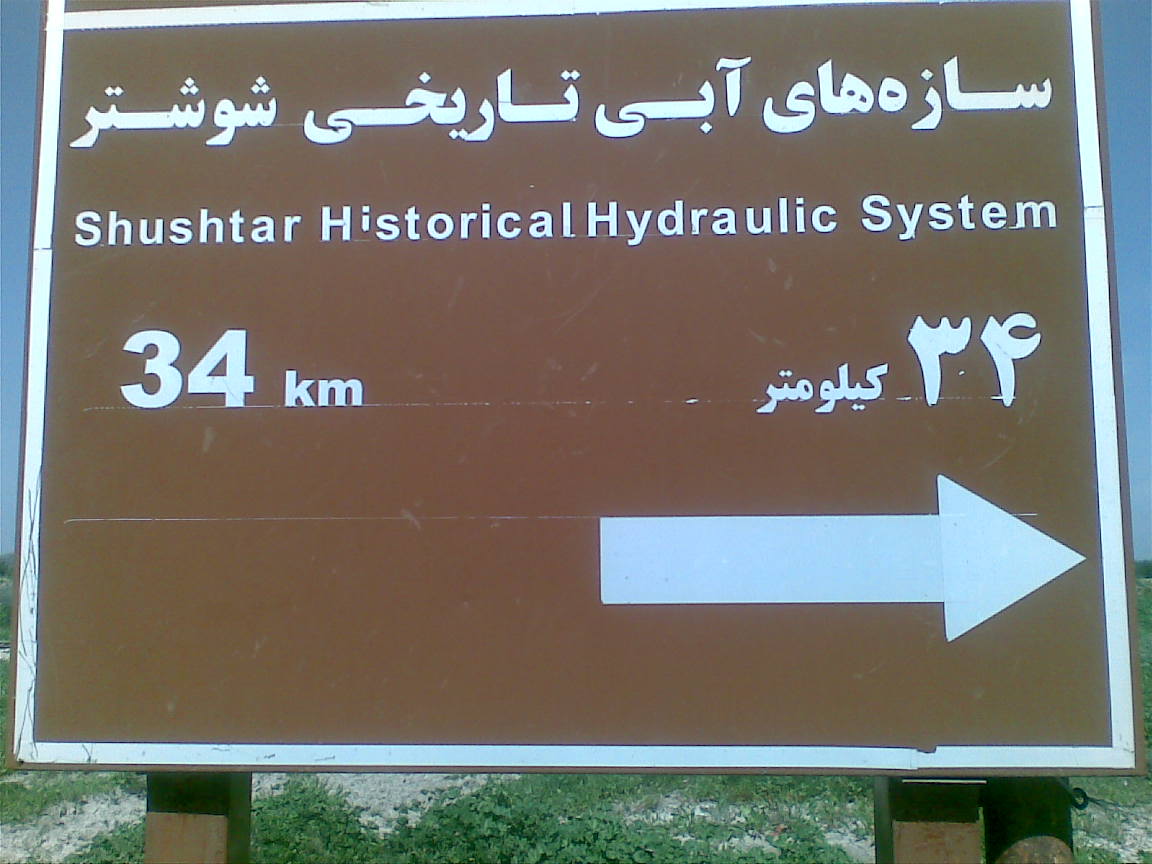 سازه‌های آبی تاریخی شوشتر
Shushtar Historical Hydraulic System
34 km ۳۴ کیلومتر